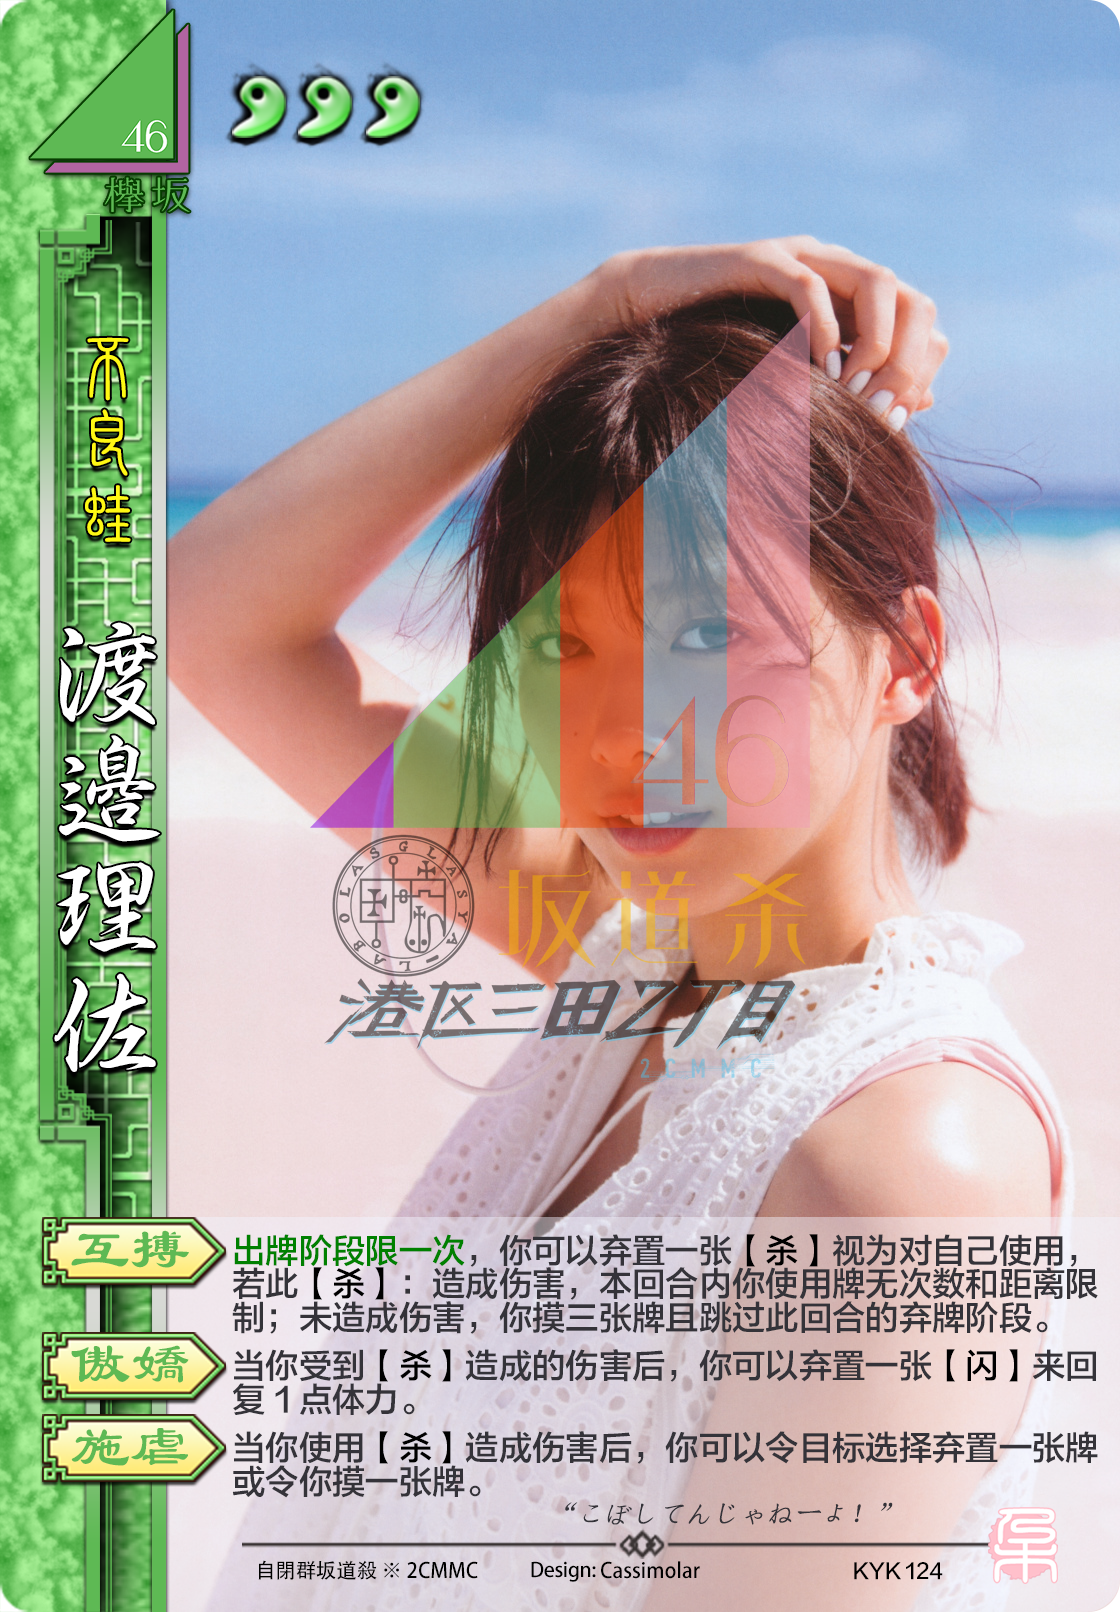 46
欅坂
不良蛙
渡邉理佐
46
GLASYA-LABOLAS
坂道杀
港区三田2丁目
2CMMC
互搏
出牌阶段限一次，你可以弃置一张【杀】视为对自己使用，
若此【杀】：造成伤害，本回合内你使用牌无次数和距离限
制；未造成伤害，你摸三张牌且跳过此回合的弃牌阶段。
傲嬌
当你受到【杀】造成的伤害后，你可以弃置一张【闪】来回
复1点体力。
施虐
当你使用【杀】造成伤害后，你可以令目标选择弃置一张牌
或令你摸一张牌。
“こぼしてんじゃねーよ！”
自閉群坂道殺 ※ 2CMMC
Design: Cassimolar
KYK 124